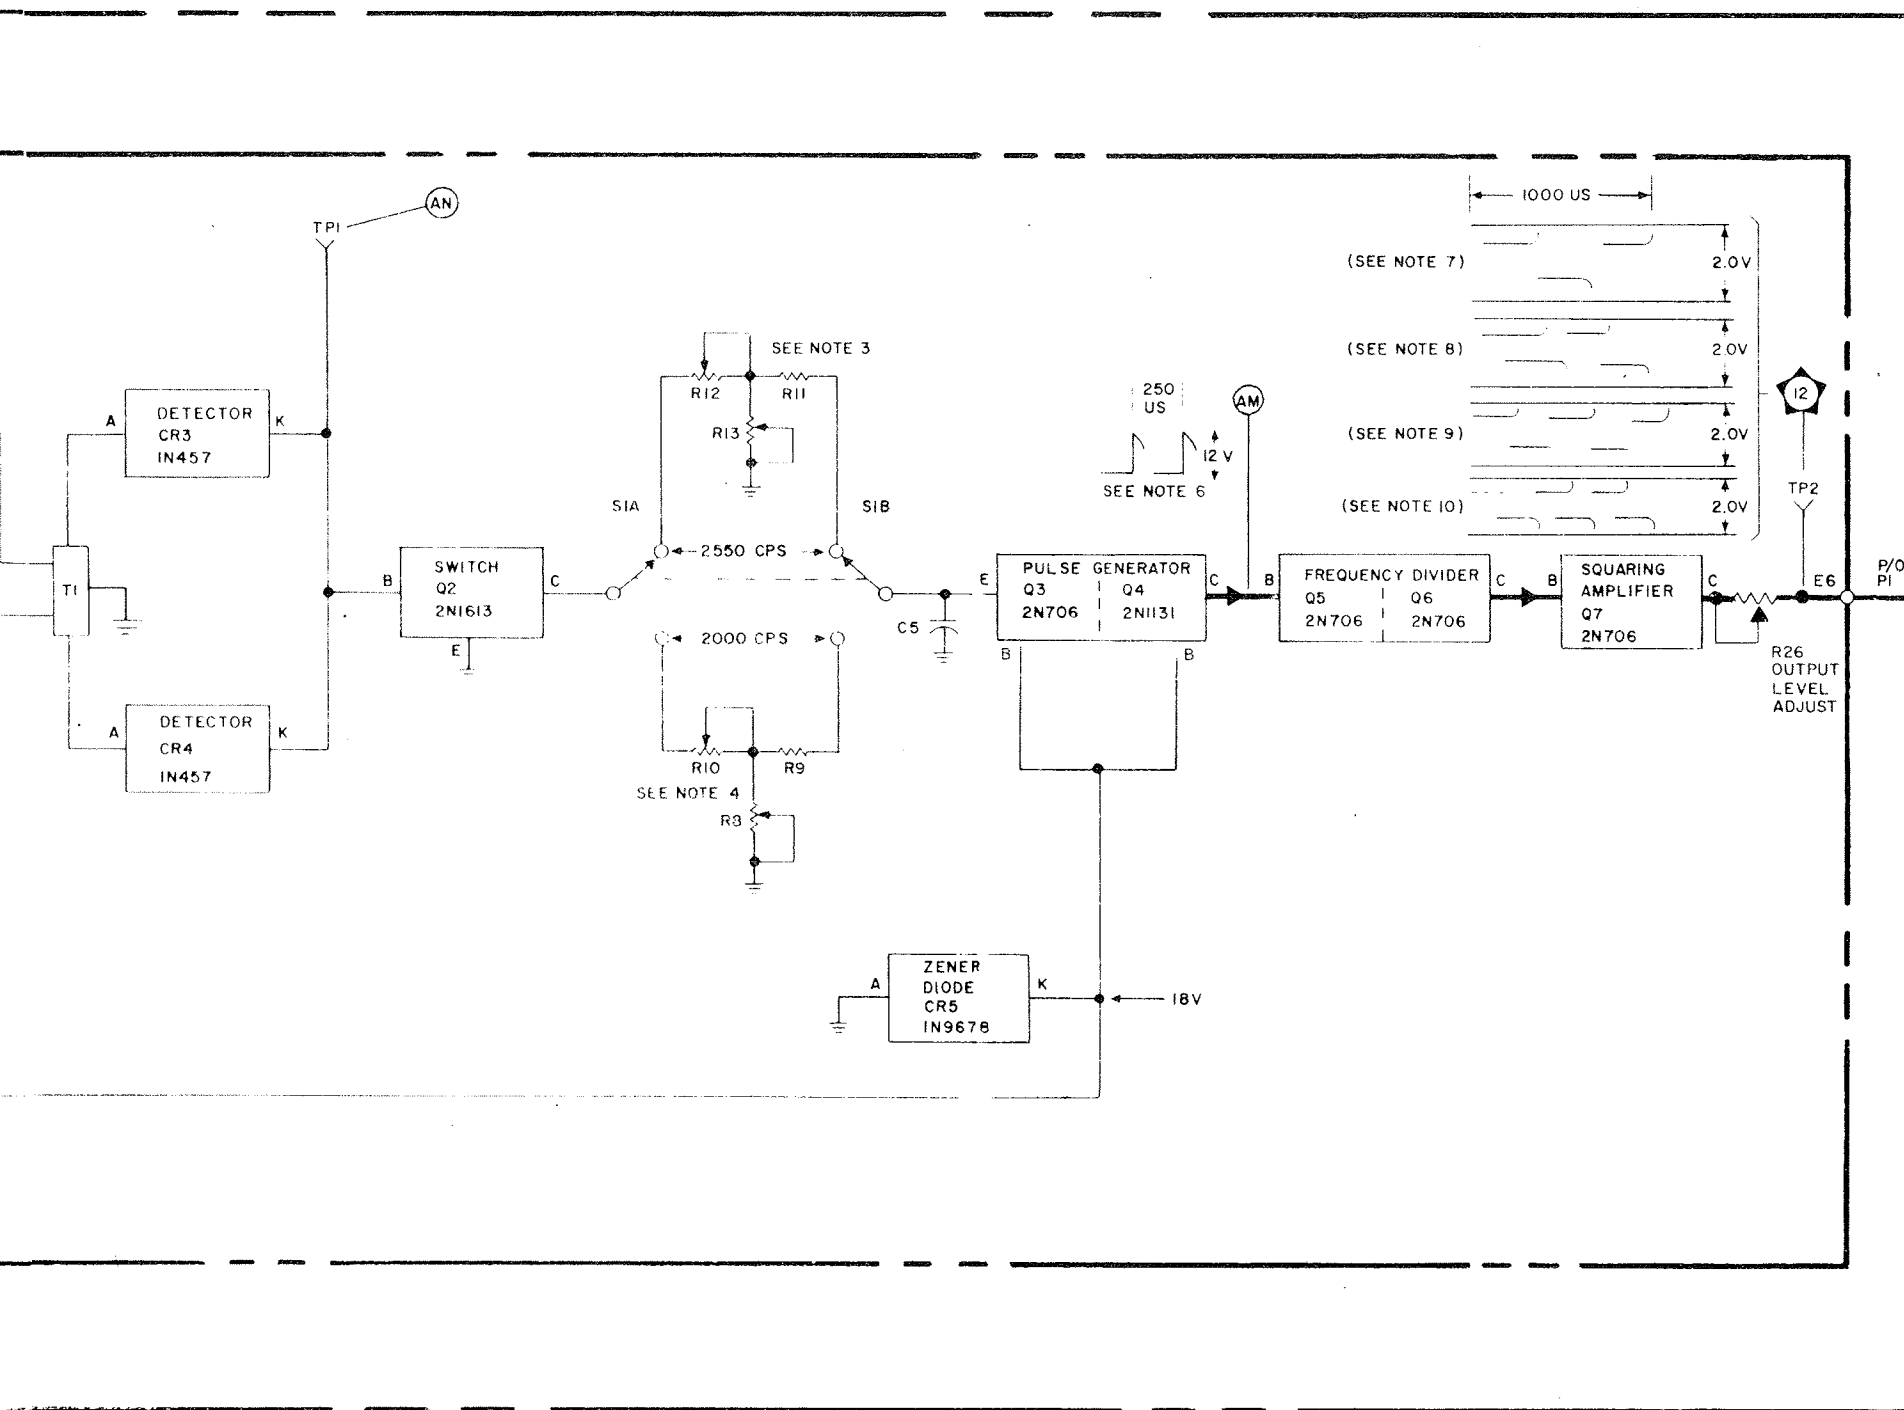 1000 US
AN
TP1
(SEE NOTE 7)
2.0V
(SEE NOTE 8)
2.0V
SEE NOTE 3
R12
R11
250
US
AM
12
A
DETECTOR
CR3
IN457
K
R13
12 V
(SEE NOTE 9)
2.0V
SEE NOTE 6
TP2
S1A
S1B
(SEE NOTE 10)
2.0V
2550 CPS
T1
B
SWITCH
Q2
2N1613
C
E
E
PULSE GENERATOR
Q3
2N706
Q4
2N1131
C
B
B
B
FREQUENCY DIVIDER
Q5
2N706
Q6
2N706
C
B
SQUARING
AMPLIFIER
Q7
2N706
C
E6
P/O
P1
C5
2000 CPS
R26
OUTPUT
LEVEL
ADJUST
A
DETECTOR
CR4
IN457
K
R10
R9
SEE NOTE 4
R8
A
ZENER
DIODE
CR5
IN9678
K
18V